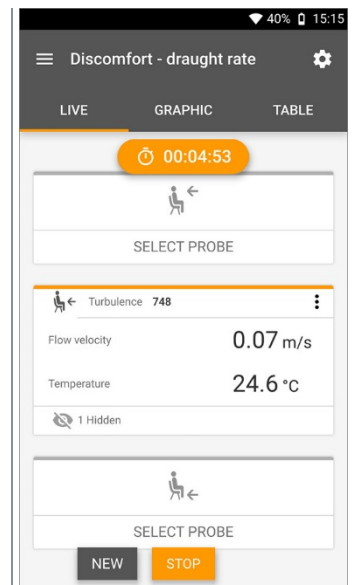 40% 15:15
Discomfort - draught rate
LIVE GRAPHIC TABLE
00:04:53
SELECT PROBE
Turbulence 748
Flow velocity 0.07 m/s
Temperature 24.6 °C
1 Hidden
SELECT PROBE
NEW STOP